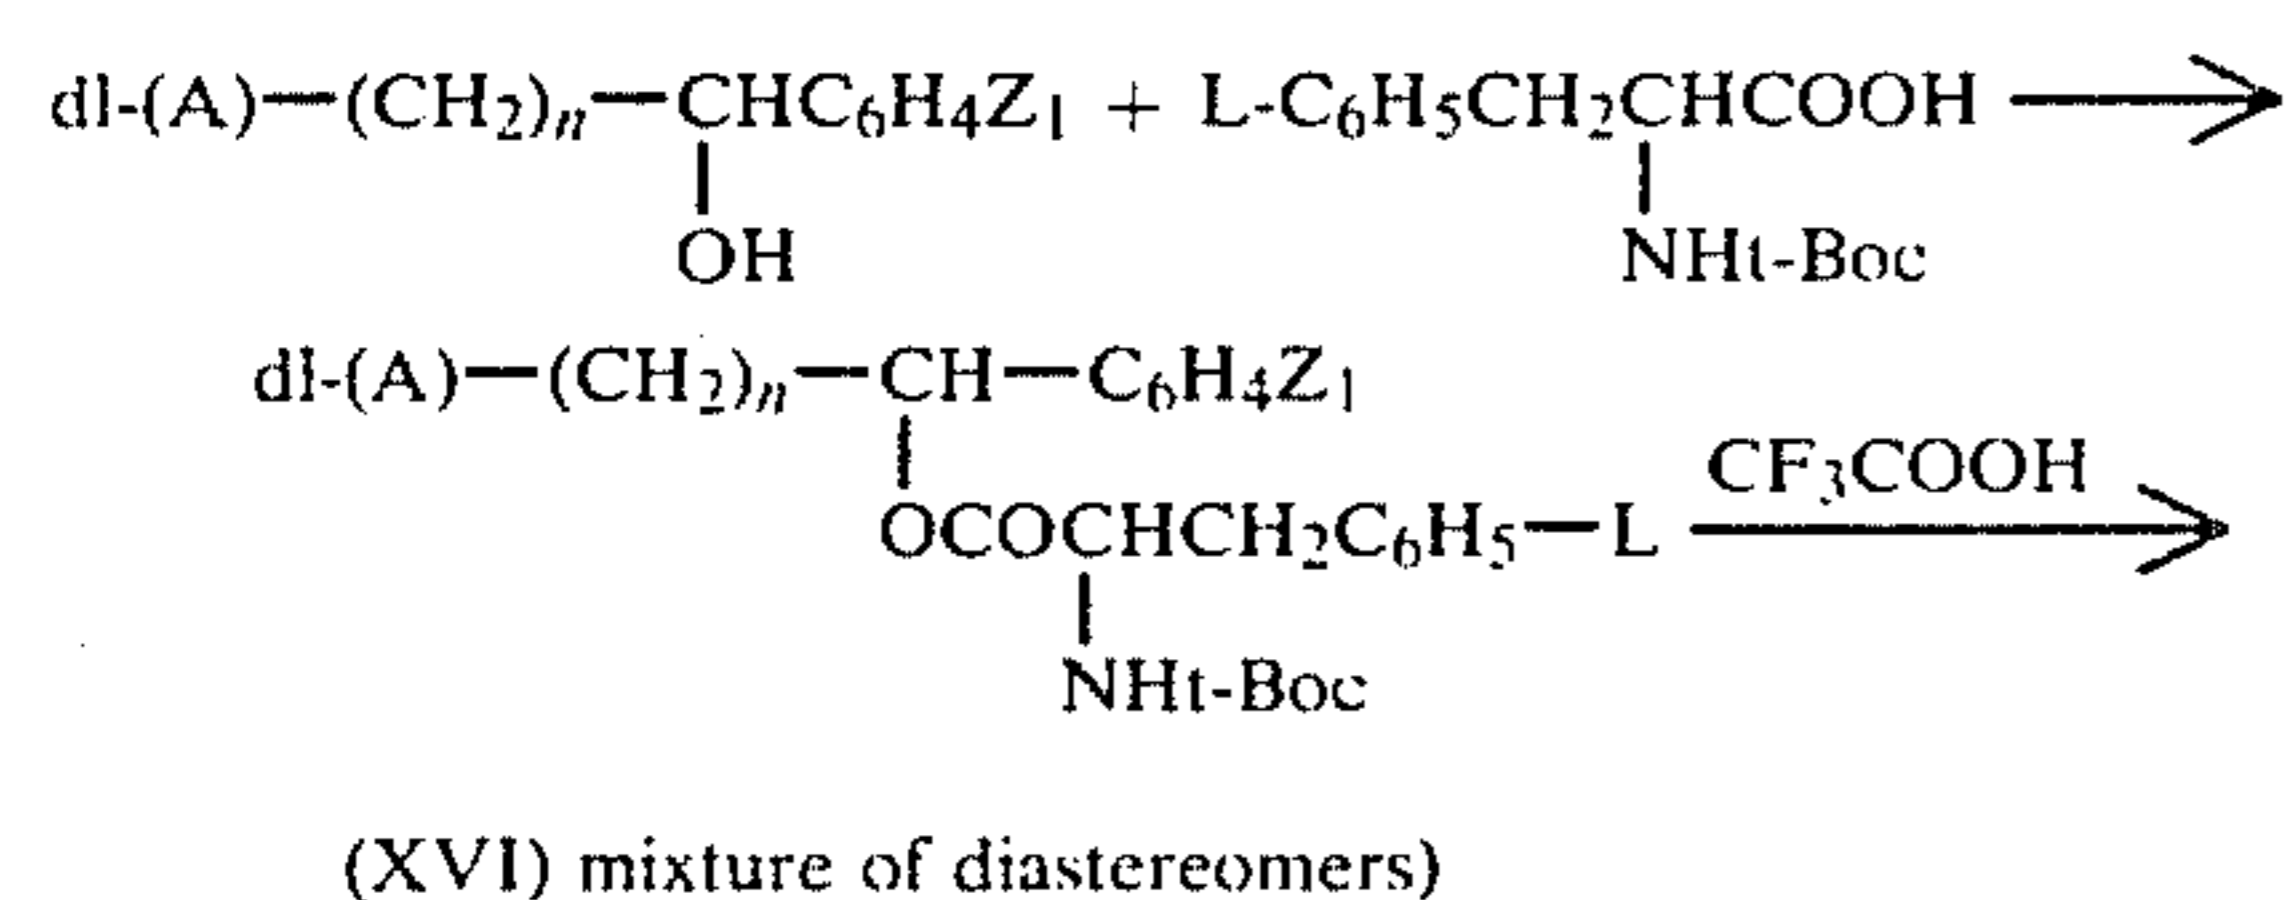 dl-(A)—(CH₂)ₙ—CHC₆H₄Z₁ + L-C₆H₅CH₂CHCOOH ⟶
OH NHt-Boc
dl-(A)—(CH₂)ₙ—CH—C₆H₄Z₁
CF₃COOH
OCOCHCH₂C₆H₅—L ⟶
NHt-Boc
(XVI) mixture of diastereomers)